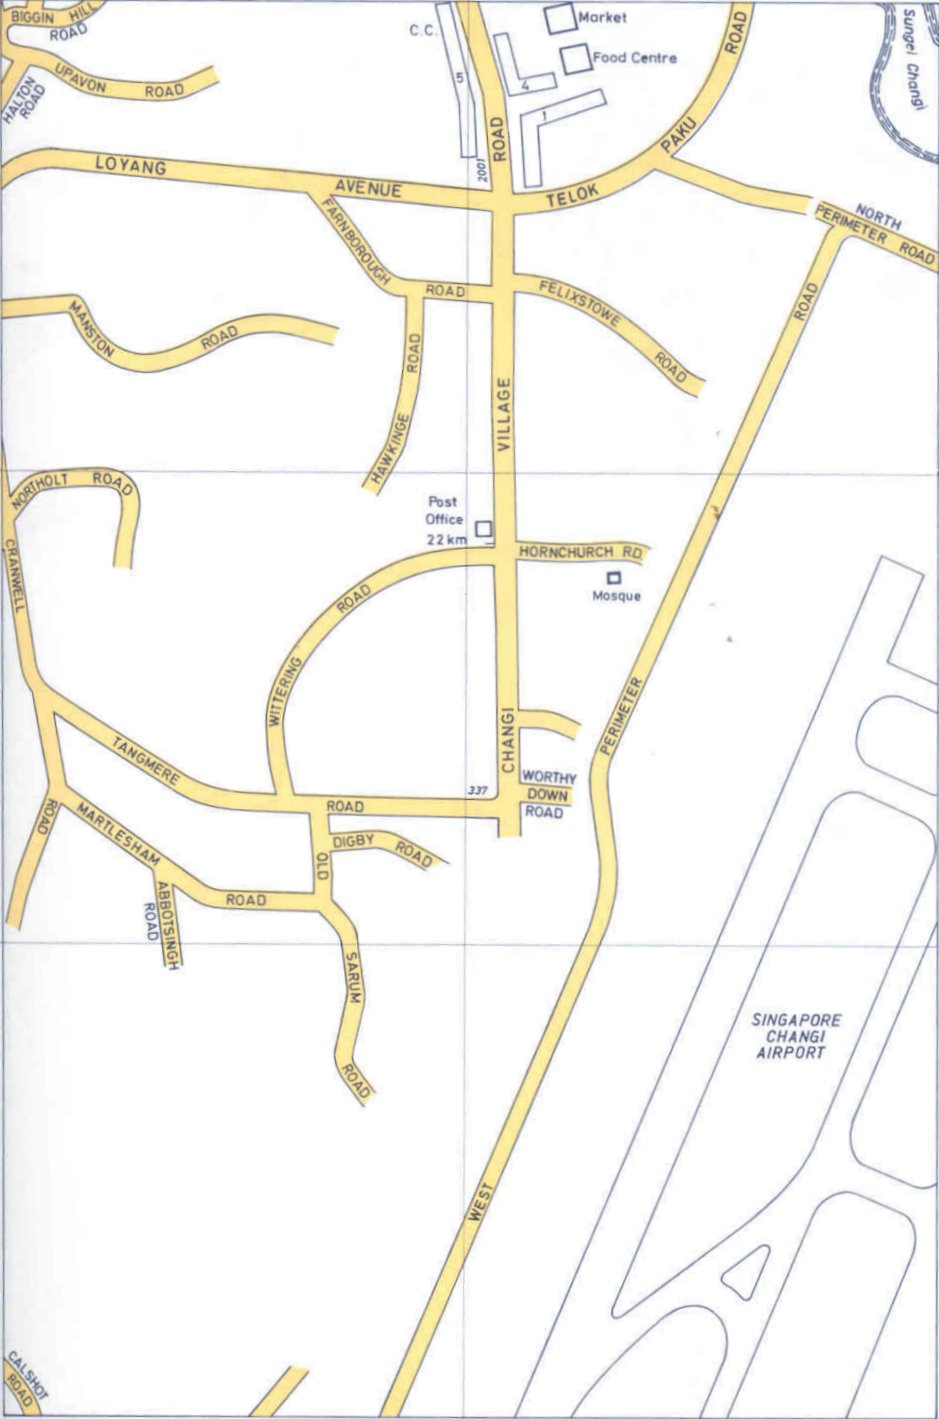 BIGGIN HILL
ROAD
C.C.
Market
Food Centre
ROAD
Sungei Changi
UPAVON ROAD
HALTON
ROAD
5
4
1
ROAD
PAKU
2001
LOYANG
AVENUE
TELOK
NORTH
PERIMETER ROAD
FARNBOROUGH
ROAD
FELIXSTOWE
ROAD
ROAD
MANSTON
ROAD
ROAD
HAWKINGE
VILLAGE
NORTHOLT ROAD
Post
Office
22 km
HORNCHURCH RD.
Mosque
CRANWELL
ROAD
WITTERING
PERIMETER
CHANGI
TANGMERE
ROAD
337
WORTHY
DOWN
ROAD
ROAD
MARTLESHAM
ROAD
DIGBY ROAD
OLD
ABBOTSINGH
ROAD
SARUM
ROAD
SINGAPORE
CHANGI
AIRPORT
WEST
CALSHOT
ROAD